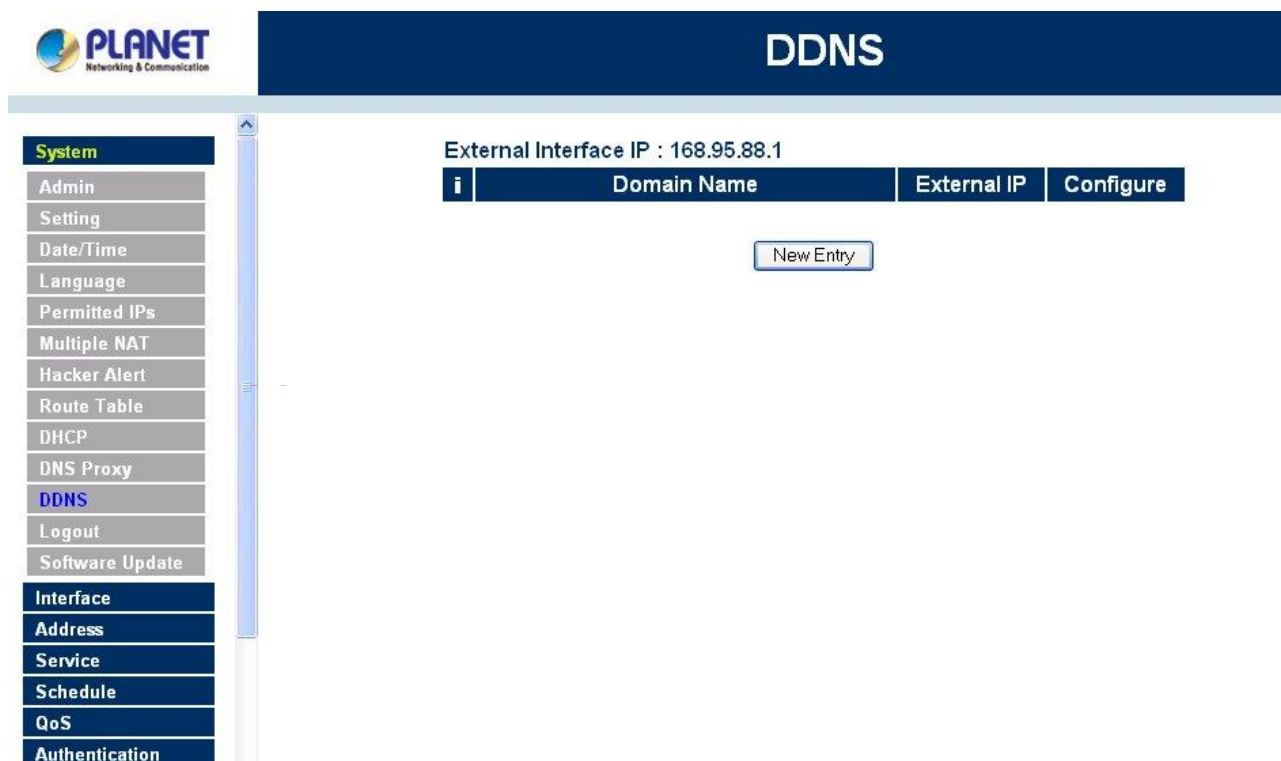 PLANET
Networking & Communication
DDNS
System
Admin
Setting
Date/Time
Language
Permitted IPs
Multiple NAT
Hacker Alert
Route Table
DHCP
DNS Proxy
DDNS
Logout
Software Update
Interface
Address
Service
Schedule
QoS
Authentication
External Interface IP : 168.95.88.1
i Domain Name External IP Configure
New Entry